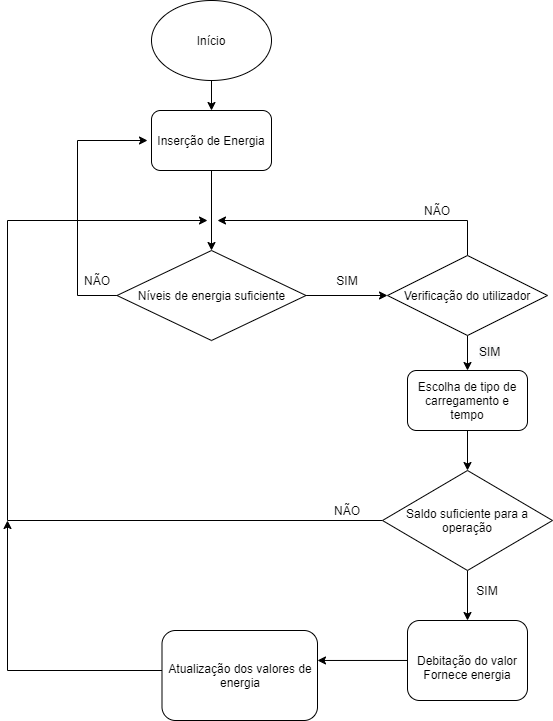 Início
Inserção de Energia
NÃO
NÃO
Níveis de energia suficiente
SIM
Verificação do utilizador
SIM
Escolha de tipo de
carregamento e
tempo
NÃO
Saldo suficiente para a
operação
SIM
Debitação do valor
Fornece energia
Atualização dos valores de
energia